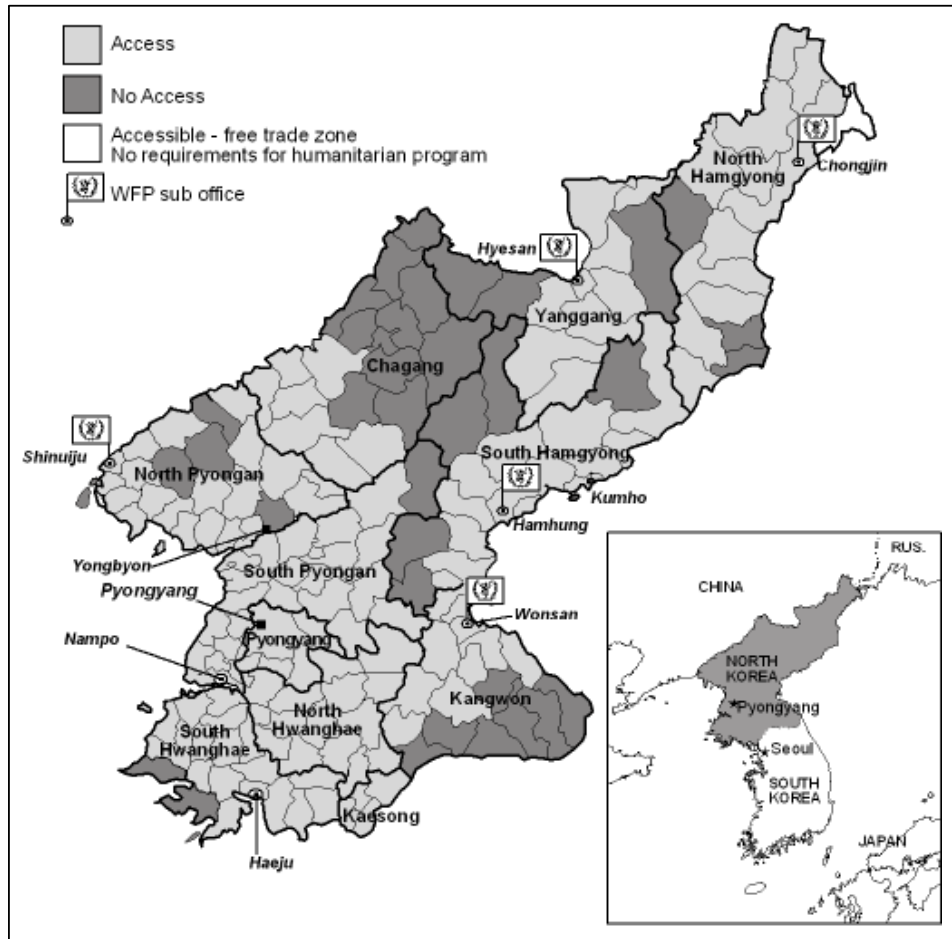 Access
No Access
Accessible - free trade zone
No requirements for humanitarian program
WFP sub office
North
Hamgyong
Chongjin
Hyesan
Yanggang
Chagang
Shinuiju
North Pyongan
South Hamgyong
Kumho
Hamhung
Yongbyon
South Pyongan
Pyongyang
Wonsan
Pyongyang
Nampo
Kangwon
North
Hwanghae
South
Hwanghae
Kaesong
Haeju
RUS.
CHINA
NORTH
KOREA
Pyongyang
Seoul
SOUTH
KOREA
JAPAN